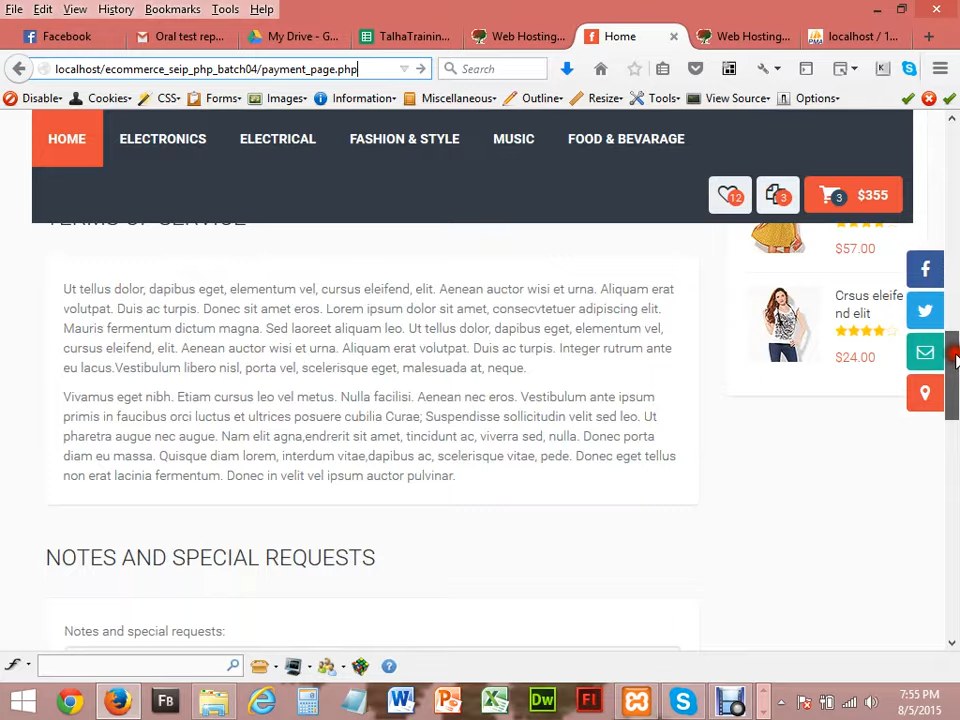 File Edit View History Bookmarks Tools Help
Facebook Oral test rep... My Drive - G... TalhaTrainin... Web Hosting... Home Web Hosting... localhost / 1...
localhost/ecommerce_seip_php_batch04/payment_page.php Search
Disable Cookies CSS Forms Images Information Miscellaneous Outline Resize Tools View Source Options
HOME ELECTRONICS ELECTRICAL FASHION & STYLE MUSIC FOOD & BEVARAGE
12 3 3 $355
TERMS OF SERVICE
$57.00
Ut tellus dolor, dapibus eget, elementum vel, cursus eleifend, elit. Aenean auctor wisi et urna. Aliquam erat
volutpat. Duis ac turpis. Donec sit amet eros. Lorem ipsum dolor sit amet, consecvtetuer adipiscing elit.
Mauris fermentum dictum magna. Sed laoreet aliquam leo. Ut tellus dolor, dapibus eget, elementum vel,
cursus eleifend, elit. Aenean auctor wisi et urna. Aliquam erat volutpat. Duis ac turpis. Integer rutrum ante
eu lacus.Vestibulum libero nisl, porta vel, scelerisque eget, malesuada at, neque.
Crsus eleife
nd elit
$24.00
Vivamus eget nibh. Etiam cursus leo vel metus. Nulla facilisi. Aenean nec eros. Vestibulum ante ipsum
primis in faucibus orci luctus et ultrices posuere cubilia Curae; Suspendisse sollicitudin velit sed leo. Ut
pharetra augue nec augue. Nam elit agna,endrerit sit amet, tincidunt ac, viverra sed, nulla. Donec porta
diam eu massa. Quisque diam lorem, interdum vitae,dapibus ac, scelerisque vitae, pede. Donec eget tellus
non erat lacinia fermentum. Donec in velit vel ipsum auctor pulvinar.
NOTES AND SPECIAL REQUESTS
Notes and special requests:
7:55 PM
8/5/2015